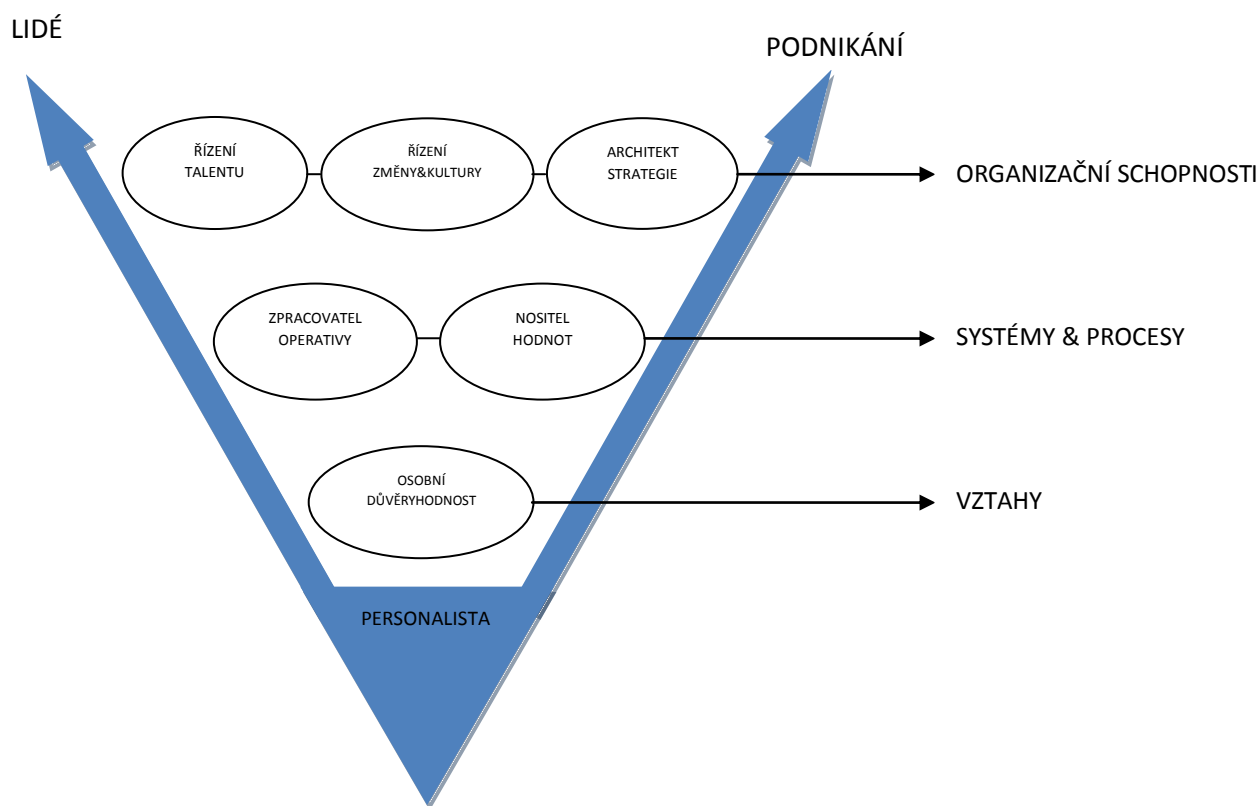 LIDÉ
PODNIKÁNÍ
ŘÍZENÍ
TALENTU
ŘÍZENÍ
ZMĚNY&KULTURY
ARCHITEKT
STRATEGIE
ORGANIZAČNÍ SCHOPNOSTI
ZPRACOVATEL
OPERATIVY
NOSITEL
HODNOT
SYSTÉMY & PROCESY
OSOBNÍ
DŮVĚRYHODNOST
VZTAHY
PERSONALISTA